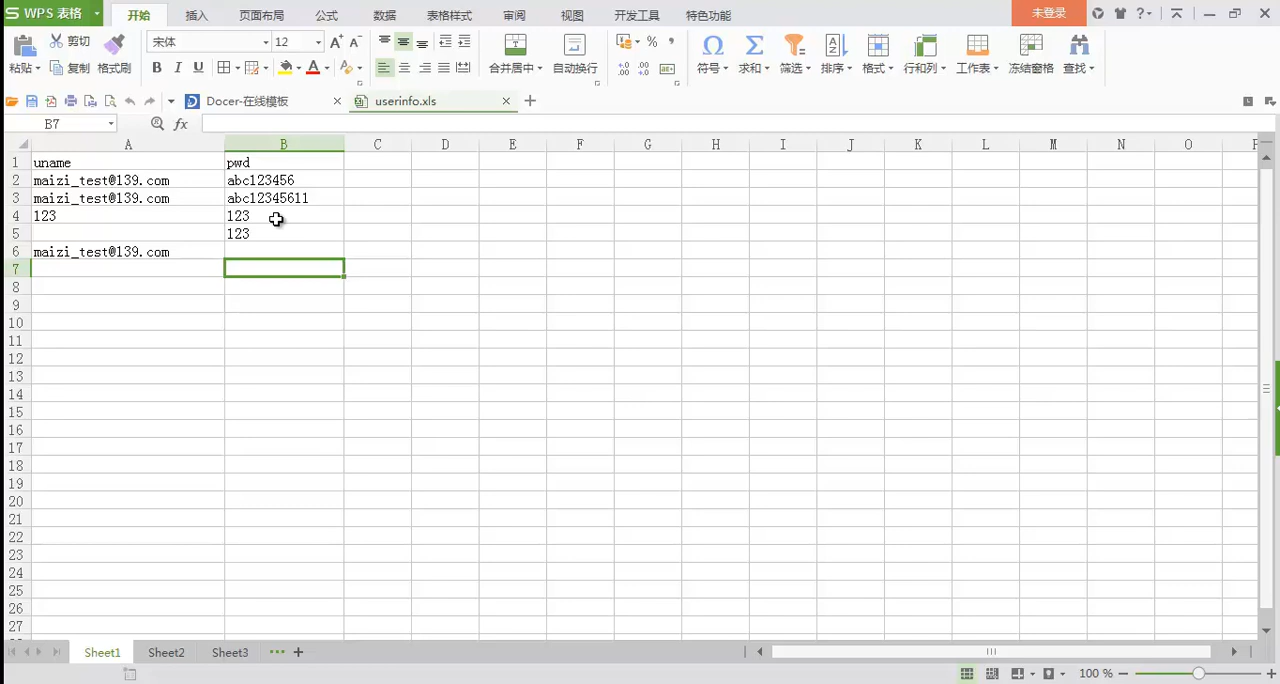 WPS 表格 开始 插入 页面布局 公式 数据 表格样式 审阅 视图 开发工具 特色功能 未登录
剪切 宋体 12
粘贴 复制 格式刷 B I U A 合并居中 自动换行 符号 求和 筛选 排序 格式 行和列 工作表 冻结窗格 查找
Docer-在线模板 userinfo.xls
B7 fx
A B C D E F G H I J K L M N O P
1 uname pwd
2 maizi_test@139.com abc123456
3 maizi_test@139.com abc12345611
4 123 123
5 123
6 maizi_test@139.com
7
8
9
10
11
12
13
14
15
16
17
18
19
20
21
22
23
24
25
26
27
Sheet1 Sheet2 Sheet3
100 %